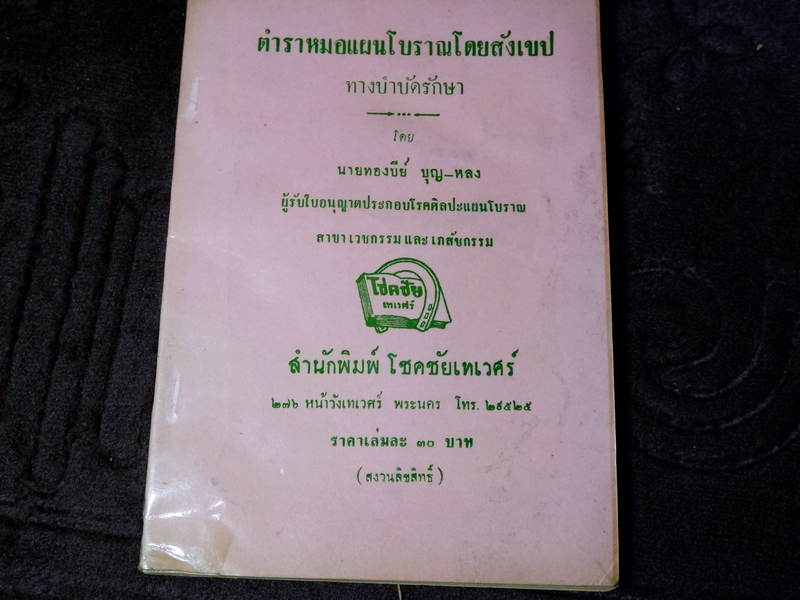 ตำราหมอแผนโบราณโดยสังเขป
ทางบำบัดรักษา
โดย
นายทองบีย์ บุญ-หลง
ผู้รับใบอนุญาตประกอบโรคศิลปะแผนโบราณ
สาขาเวชกรรม และ เภสัชกรรม
โชคชัย
เทเวศร์
สำนักพิมพ์ โชคชัยเทเวศร์
๒๗๖ หน้าวังเทเวศร์ พระนคร โทร. ๒๙๕๒๕
ราคาเล่มละ ๓๐ บาท
(สงวนลิขสิทธิ์)